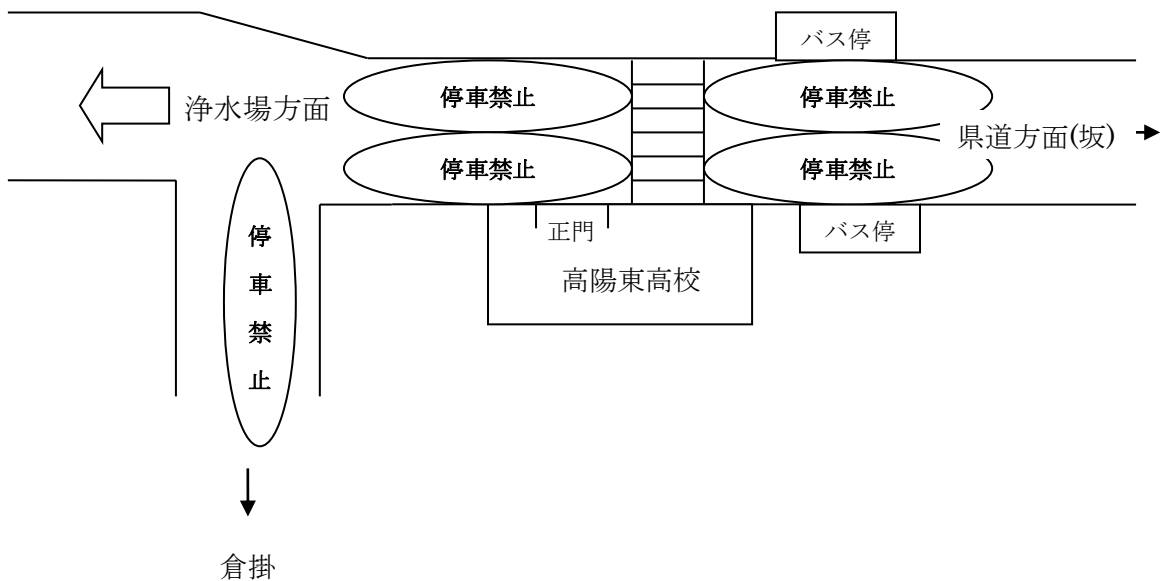 バス停
停車禁止
停車禁止
浄水場方面
県道方面(坂)
停車禁止
停車禁止
停車禁止
正門
バス停
高陽東高校
倉掛